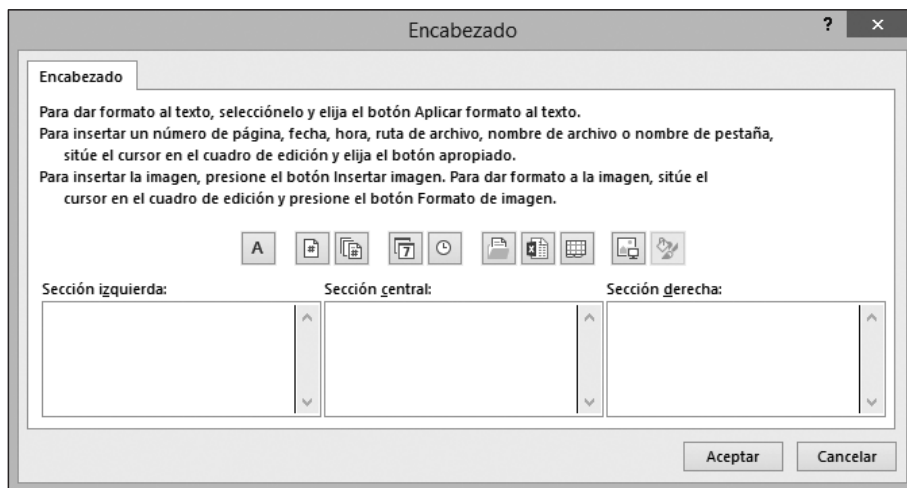 Encabezado
? ×
Encabezado
Para dar formato al texto, selecciónelo y elija el botón Aplicar formato al texto.
Para insertar un número de página, fecha, hora, ruta de archivo, nombre de archivo o nombre de pestaña,
sitúe el cursor en el cuadro de edición y elija el botón apropiado.
Para insertar la imagen, presione el botón Insertar imagen. Para dar formato a la imagen, sitúe el
cursor en el cuadro de edición y presione el botón Formato de imagen.
A # # 7
Sección izquierda: Sección central: Sección derecha:
Aceptar Cancelar